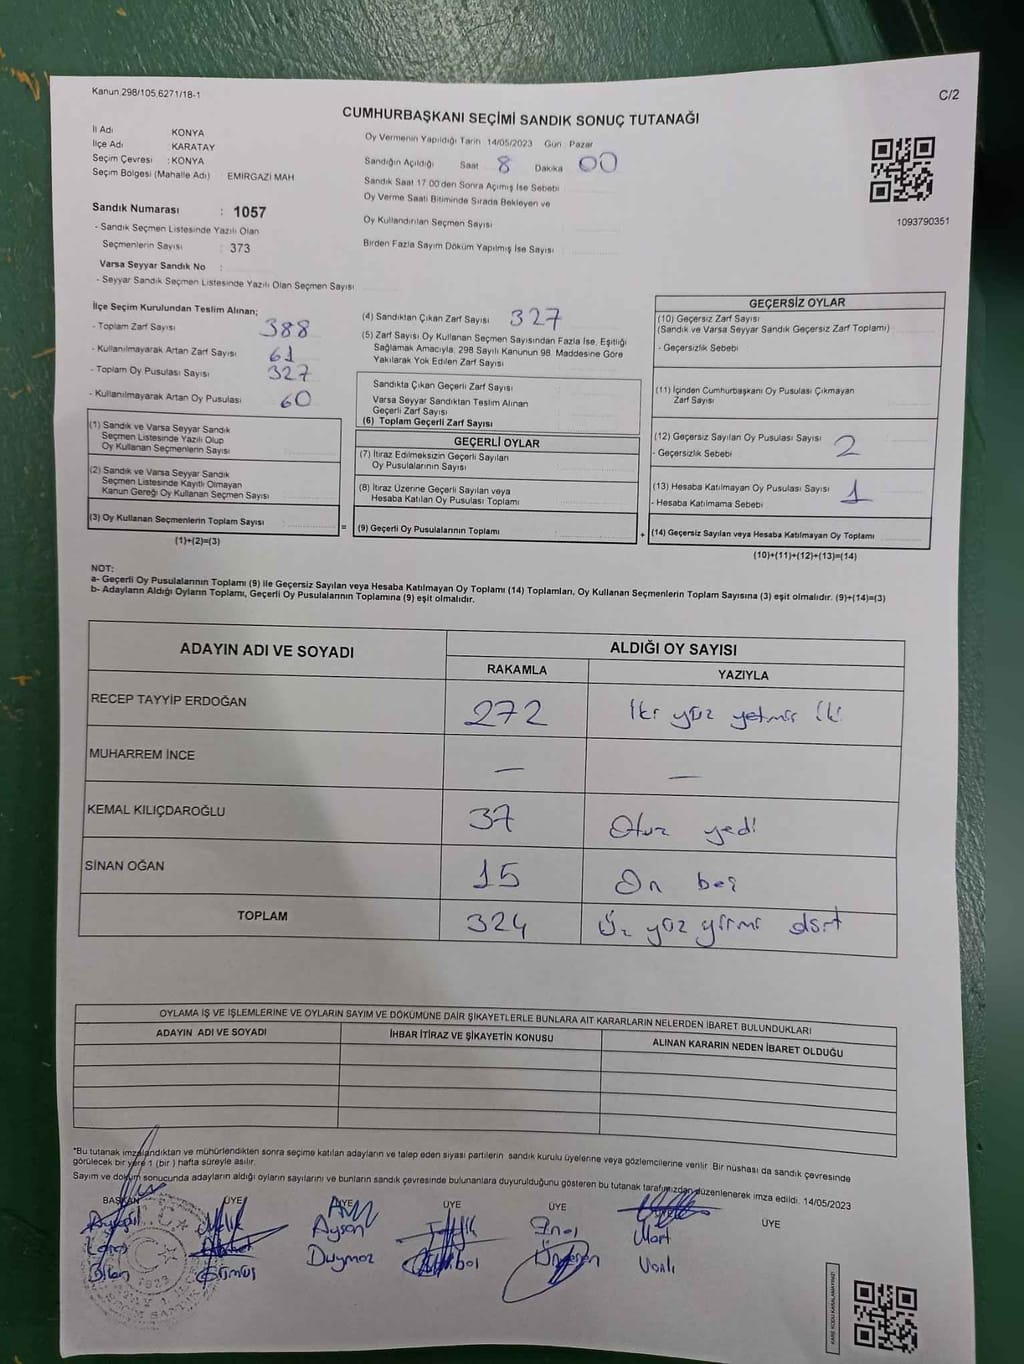 Kanun 298/105,6271/18-1
C/2
CUMHURBAŞKANI SEÇİMİ SANDIK SONUÇ TUTANAĞI
İl Adı KONYA
İlçe Adı KARATAY
Seçim Çevresi : KONYA
Seçim Bölgesi (Mahalle Adı) EMIRGAZI MAH
Oy Vermenin Yapıldığı Tarih 14/05/2023 Gün Pazar
Sandığın Açıldığı Saat 8 Dakika 00
Sandık Saat 17.00'den Sonra Açılmış İse Sebebi
Oy Verme Saati Bitiminde Sırada Bekleyen ve
Oy Kullandırılan Seçmen Sayısı
Birden Fazla Sayım Döküm Yapılmış İse Sayısı
1093790351
Sandık Numarası : 1057
- Sandık Seçmen Listesinde Yazılı Olan
Seçmenlerin Sayısı : 373
Varsa Seyyar Sandık No :
- Seyyar Sandık Seçmen Listesinde Yazılı Olan Seçmen Sayısı
İlçe Seçim Kurulundan Teslim Alınan;
- Toplam Zarf Sayısı 388
- Kullanılmayarak Artan Zarf Sayısı 61
- Toplam Oy Pusulası Sayısı 327
- Kullanılmayarak Artan Oy Pusulası 60
(1) Sandık ve Varsa Seyyar Sandık
Seçmen Listesinde Yazılı Olup
Oy Kullanan Seçmenlerin Sayısı
(2) Sandık ve Varsa Seyyar Sandık
Seçmen Listesinde Kayıtlı Olmayan
Kanun Gereği Oy Kullanan Seçmen Sayısı
(3) Oy Kullanan Seçmenlerin Toplam Sayısı
(1)+(2)=(3)
(4) Sandıktan Çıkan Zarf Sayısı 327
(5) Zarf Sayısı Oy Kullanan Seçmen Sayısından Fazla İse, Eşitliği
Sağlamak Amacıyla, 298 Sayılı Kanunun 98. Maddesine Göre
Yakılarak Yok Edilen Zarf Sayısı
Sandıkta Çıkan Geçerli Zarf Sayısı
Varsa Seyyar Sandıktan Teslim Alınan
Geçerli Zarf Sayısı
(6) Toplam Geçerli Zarf Sayısı
GEÇERLİ OYLAR
(7) İtiraz Edilmeksizin Geçerli Sayılan
Oy Pusulalarının Sayısı
(8) İtiraz Üzerine Geçerli Sayılan veya
Hesaba Katılan Oy Pusulası Toplamı
= (9) Geçerli Oy Pusulalarının Toplamı +
GEÇERSİZ OYLAR
(10) Geçersiz Zarf Sayısı
(Sandık ve Varsa Seyyar Sandık Geçersiz Zarf Toplamı)
- Geçersizlik Sebebi
(11) İçinden Cumhurbaşkanı Oy Pusulası Çıkmayan
Zarf Sayısı
(12) Geçersiz Sayılan Oy Pusulası Sayısı 2
- Geçersizlik Sebebi
(13) Hesaba Katılmayan Oy Pusulası Sayısı 1
- Hesaba Katılmama Sebebi
(14) Geçersiz Sayılan veya Hesaba Katılmayan Oy Toplamı
(10)+(11)+(12)+(13)=(14)
NOT:
a- Geçerli Oy Pusulalarının Toplamı (9) ile Geçersiz Sayılan veya Hesaba Katılmayan Oy Toplamı (14) Toplamları, Oy Kullanan Seçmenlerin Toplam Sayısına (3) eşit olmalıdır. (9)+(14)=(3)
b- Adayların Aldığı Oyların Toplamı, Geçerli Oy Pusulalarının Toplamına (9) eşit olmalıdır.
ADAYIN ADI VE SOYADI
ALDIĞI OY SAYISI
RAKAMLA YAZIYLA
RECEP TAYYİP ERDOĞAN 272 İki yüz yetmiş iki
MUHARREM İNCE — —
KEMAL KILIÇDAROĞLU 37 Otuz yedi
SİNAN OĞAN 15 On beş
TOPLAM 324 Üç yüz yirmi dört
OYLAMA İŞ VE İŞLEMLERİNE VE OYLARIN SAYIM VE DÖKÜMÜNE DAİR ŞİKAYETLERLE BUNLARA AİT KARARLARIN NELERDEN İBARET BULUNDUKLARI
ADAYIN ADI VE SOYADI İHBAR İTİRAZ VE ŞİKAYETİN KONUSU ALINAN KARARIN NEDEN İBARET OLDUĞU
*Bu tutanak imzalandıktan ve mühürlendikten sonra seçime katılan adayların ve talep eden siyasi partilerin sandık kurulu üyelerine veya gözlemcilerine verilir. Bir nüshası da sandık çevresinde
görülecek bir yere 1 (bir) hafta süreyle asılır.
Sayım ve döküm sonucunda adayların aldığı oyların sayılarını ve bunların sandık çevresinde bulunanlara duyurulduğunu gösteren bu tutanak tarafımızdan düzenlenerek imza edildi. 14/05/2023
BAŞKAN ÜYE ÜYE ÜYE ÜYE ÜYE
Melik Aysen
Duymaz
T.C.
1923
KARE KODU KARALAMAYINIZ!